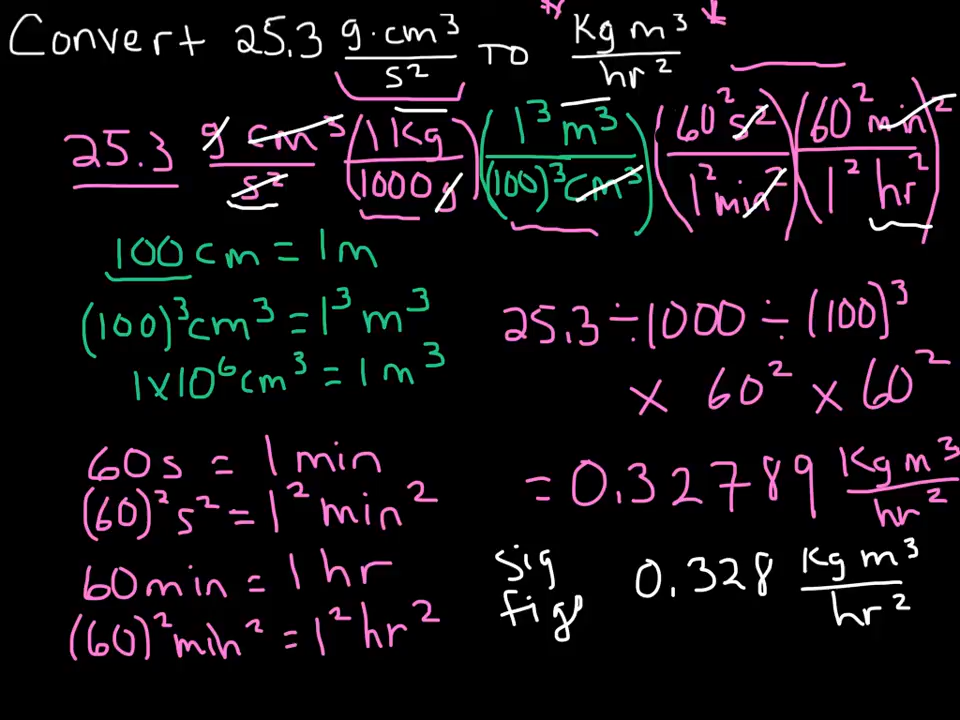 Convert 25.3 g·cm³/s² TO Kg m³/hr²
25.3 g cm³/s² (1 Kg/1000 g) (1³ m³/(100)³ cm³) (60² s²/1² min²) (60² min²/1² hr²)
100 cm = 1 m
(100)³ cm³ = 1³ m³
1x10⁶ cm³ = 1 m³
25.3 ÷ 1000 ÷ (100)³
x 60² x 60²
60 s = 1 min
(60)² s² = 1² min²
60 min = 1 hr
(60)² min² = 1² hr²
= 0.32789 Kg m³/hr²
sig figs 0.328 Kg m³/hr²